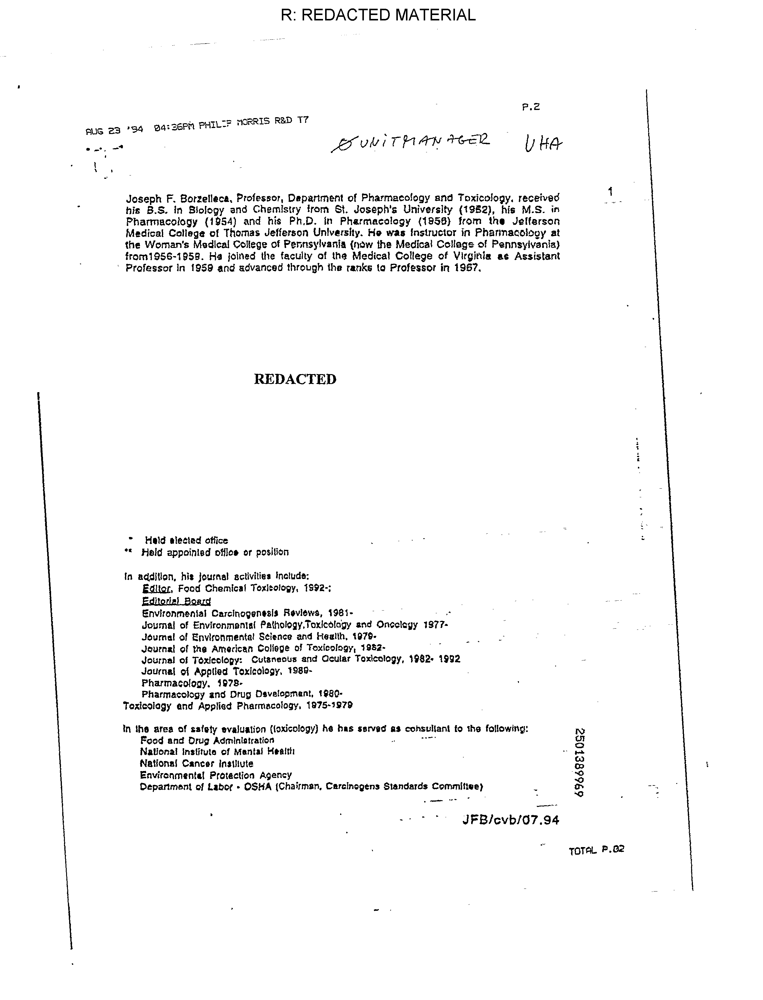 R: REDACTED MATERIAL
P.2
AUG 23 '94 04:36PM PHILIP MORRIS R&D T7
UNITMANAGER VHA
1
Joseph F. Borzelleca, Professor, Department of Pharmacology and Toxicology, received
his B.S. in Biology and Chemistry from St. Joseph's University (1952), his M.S. in
Pharmacology (1954) and his Ph.D. in Pharmacology (1956) from the Jefferson
Medical College of Thomas Jefferson University. He was Instructor in Pharmacology at
the Woman's Medical College of Pennsylvania (now the Medical College of Pennsylvania)
from1956-1959. He joined the faculty of the Medical College of Virginia as Assistant
Professor in 1959 and advanced through the ranks to Professor in 1967.
REDACTED
* Held elected office
** Held appointed office or position
In addition, his journal activities include:
Editor, Food Chemical Toxicology, 1992-;
Editorial Board
Environmental Carcinogenesis Reviews, 1981-
Journal of Environmental Pathology,Toxicology and Oncology 1977-
Journal of Environmental Science and Health, 1979-
Journal of the American College of Toxicology, 1982-
Journal of Toxicology: Cutaneous and Ocular Toxicology, 1982- 1992
Journal of Applied Toxicology, 1989-
Pharmacology, 1978-
Pharmacology and Drug Development, 1980-
Toxicology and Applied Pharmacology, 1975-1979
In the area of safety evaluation (toxicology) he has served as consultant to the following:
Food and Drug Administration
National Institute of Mental Health
National Cancer Institute
Environmental Protection Agency
Department of Labor - OSHA (Chairman, Carcinogens Standards Committee)
2501389969
JFB/cvb/07.94
TOTAL P.02